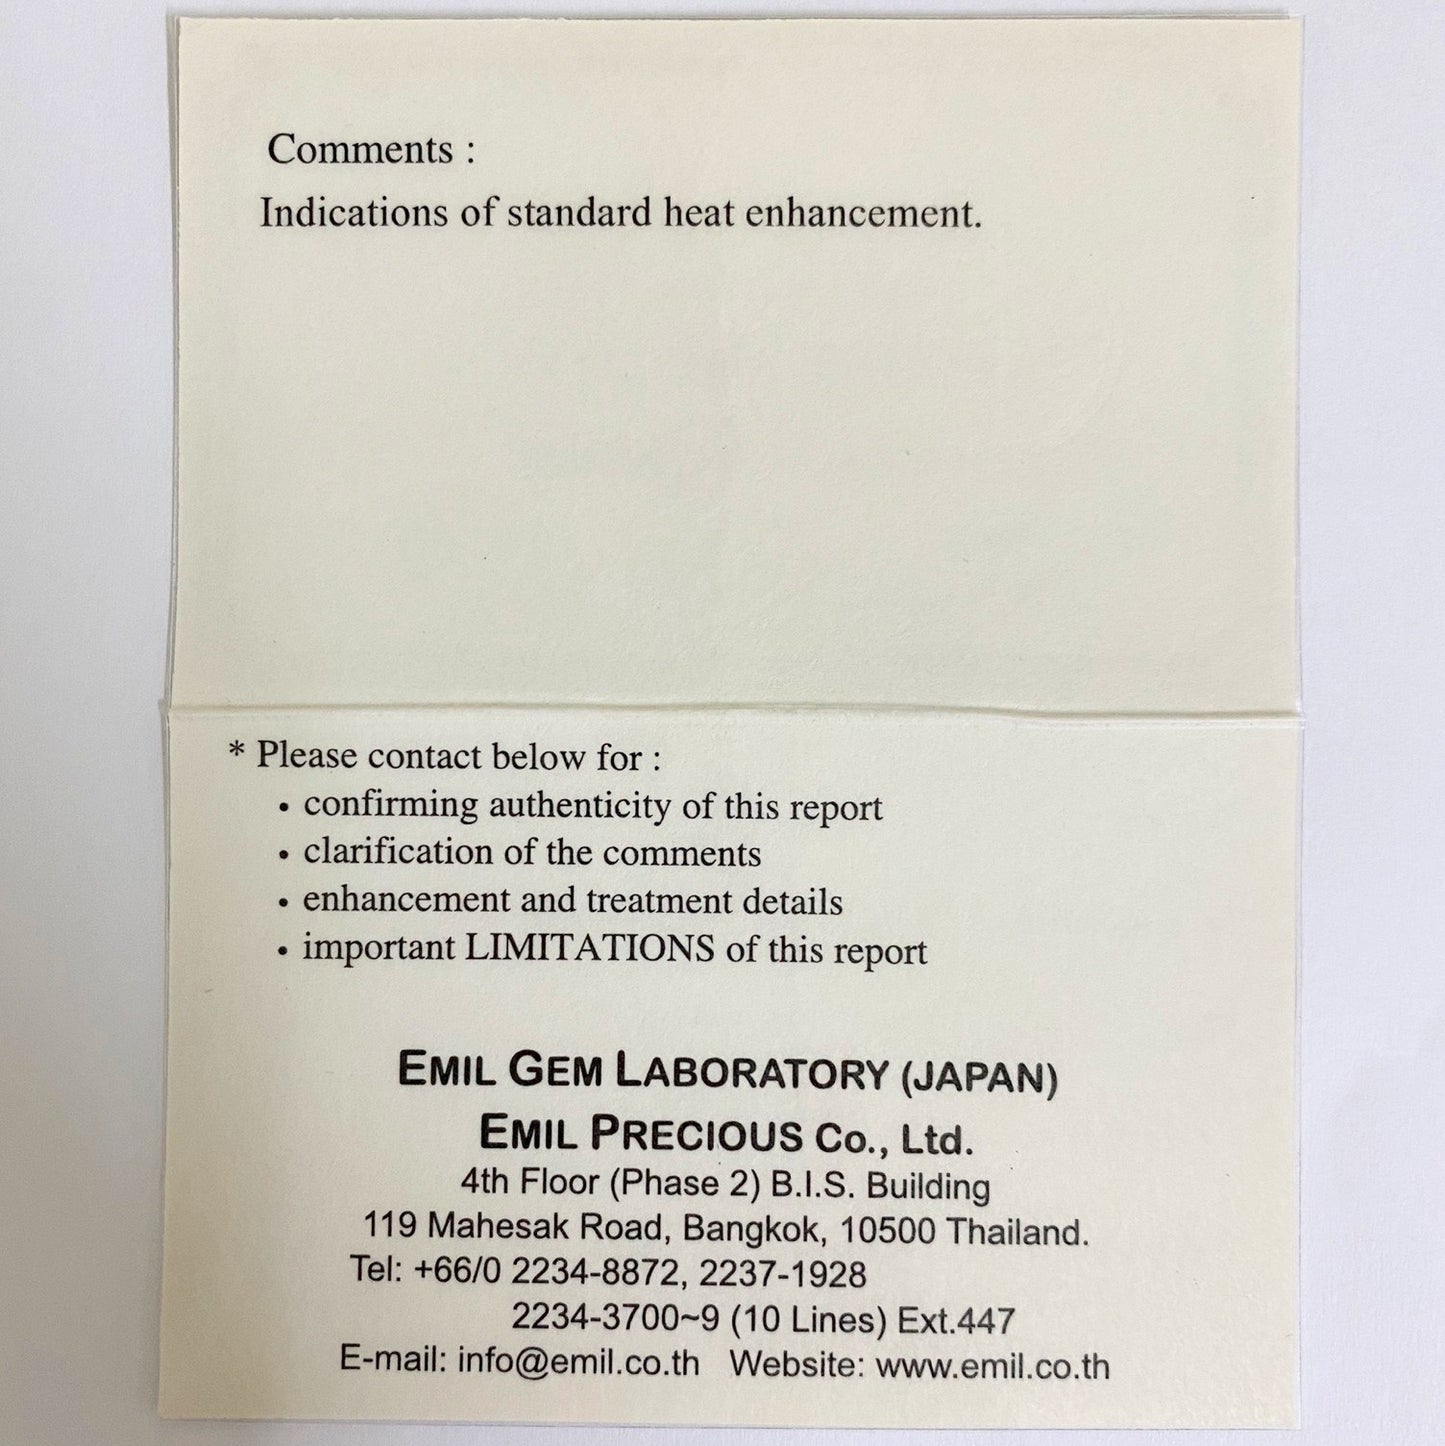 Comments :
Indications of standard heat enhancement.
* Please contact below for :
• confirming authenticity of this report
• clarification of the comments
• enhancement and treatment details
• important LIMITATIONS of this report
EMIL GEM LABORATORY (JAPAN)
EMIL PRECIOUS Co., Ltd.
4th Floor (Phase 2) B.I.S. Building
119 Mahesak Road, Bangkok, 10500 Thailand.
Tel: +66/0 2234-8872, 2237-1928
2234-3700~9 (10 Lines) Ext.447
E-mail: info@emil.co.th Website: www.emil.co.th